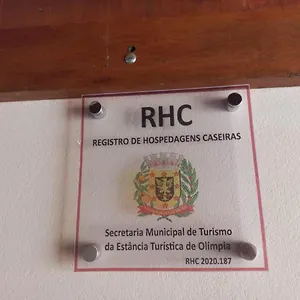 RHC
REGISTRO DE HOSPEDAGENS CASEIRAS
Secretaria Municipal de Turismo
da Estância Turística de Olímpia
RHC 2020.187